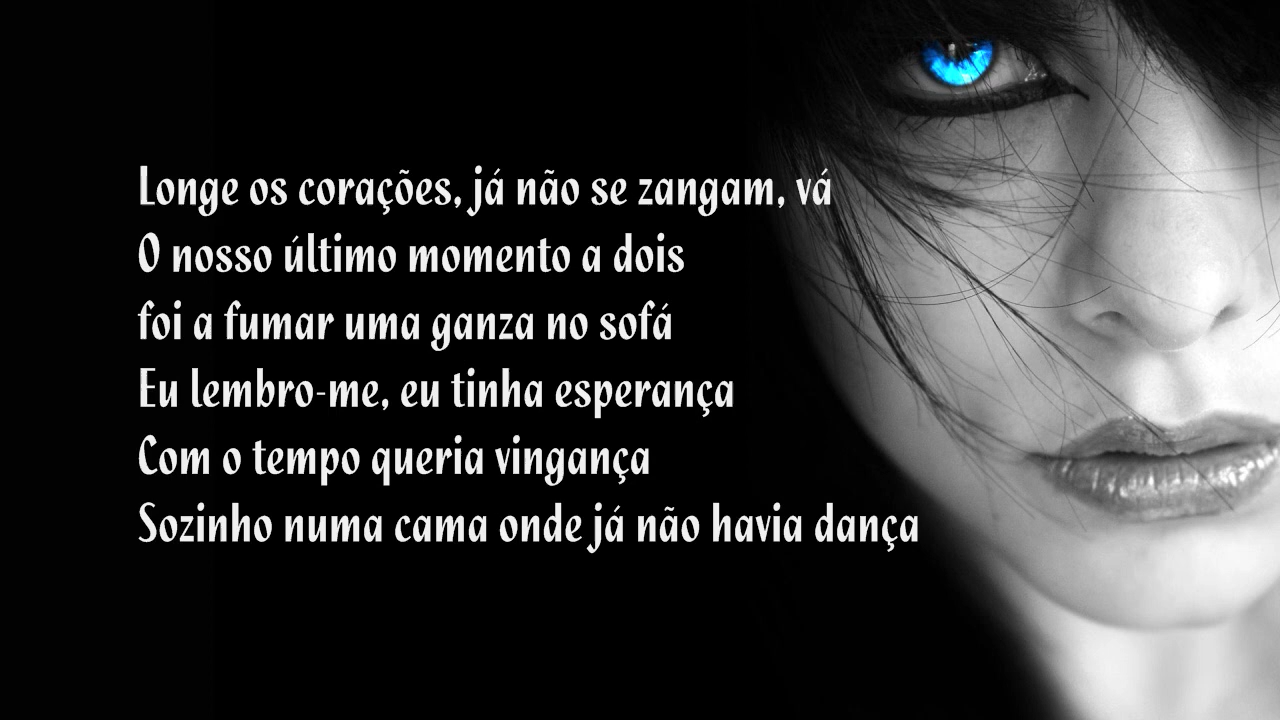 Longe os corações, já não se zangam, vá
O nosso último momento a dois
foi a fumar uma ganza no sofá
Eu lembro-me, eu tinha esperança
Com o tempo queria vingança
Sozinho numa cama onde já não havia dança